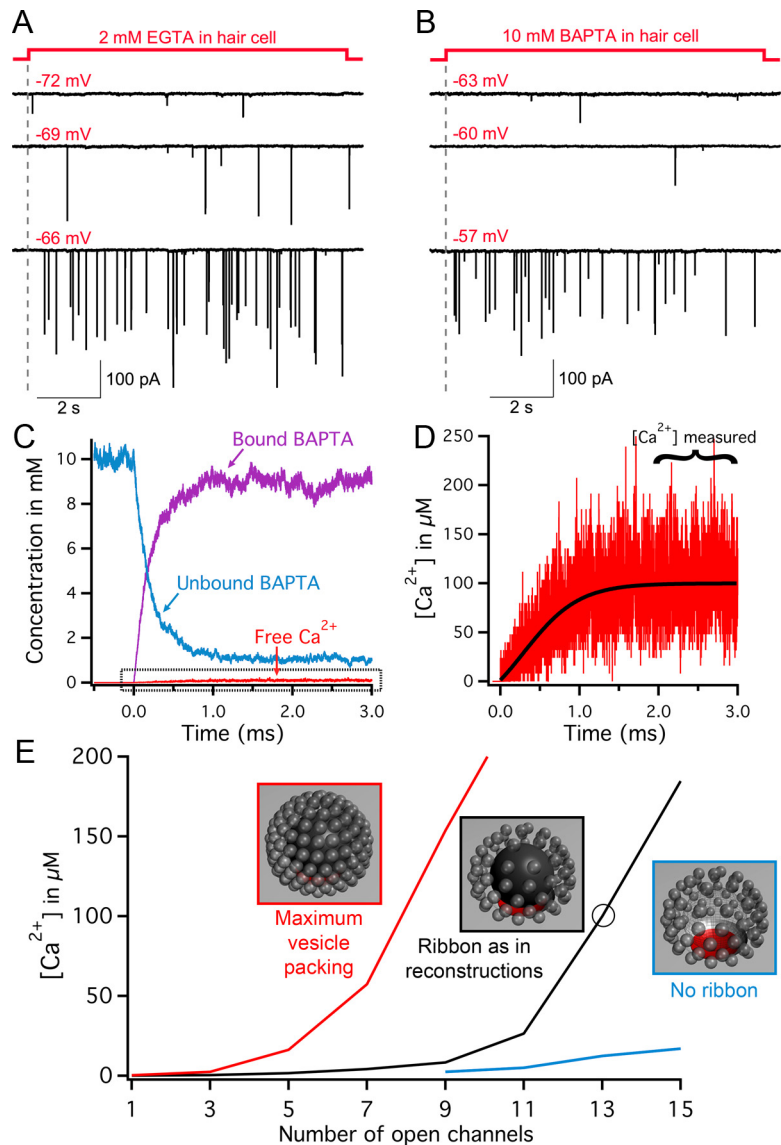 A
2 mM EGTA in hair cell
-72 mV
-69 mV
-66 mV
100 pA
2 s
B
10 mM BAPTA in hair cell
-63 mV
-60 mV
-57 mV
100 pA
2 s
C
Bound BAPTA
Unbound BAPTA
Free Ca²⁺
Concentration in mM
10
8
6
4
2
0
0.0
1.0
2.0
3.0
Time (ms)
D
[Ca²⁺] measured
[Ca²⁺] in µM
250
200
150
100
50
0
0.0
1.0
2.0
3.0
Time (ms)
E
[Ca²⁺] in µM
200
150
100
50
0
Maximum
vesicle
packing
Ribbon as in
reconstructions
No ribbon
1
3
5
7
9
11
13
15
Number of open channels